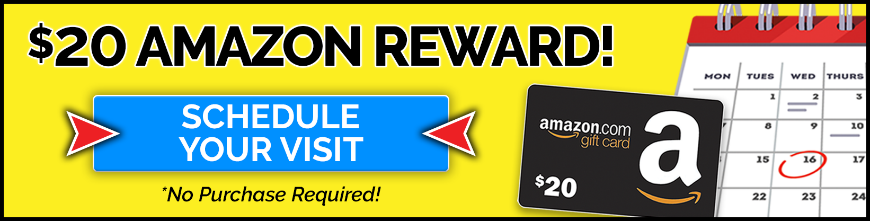 $20 AMAZON REWARD!
SCHEDULE
YOUR VISIT
*No Purchase Required!
amazon.com
gift card
a
$20
MON TUES WED THURS
1 2 3
8 9 10
15 16 17
22 23 24